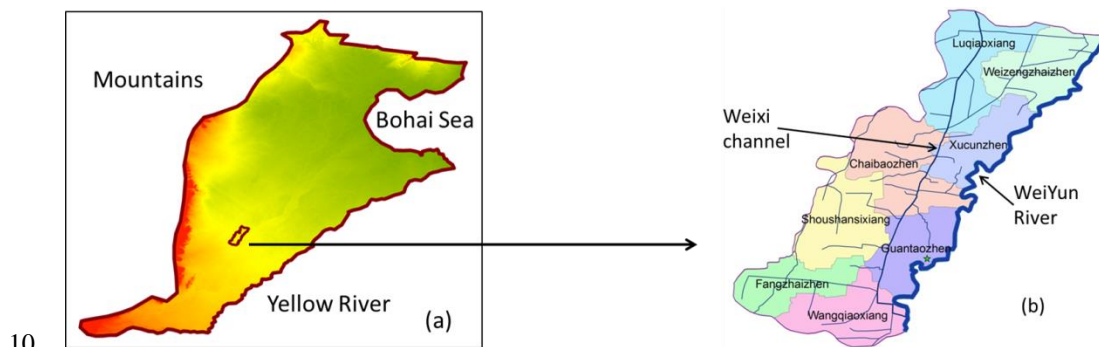 Mountains
Bohai Sea
Yellow River
(a)
10
Luqiaoxiang
Weizengzhaizhen
Weixi
channel
Xucunzhen
Chaibaozhen
WeiYun
River
Shoushansixiang
Guantaozhen
Fangzhaizhen
Wangqiaoxiang
(b)